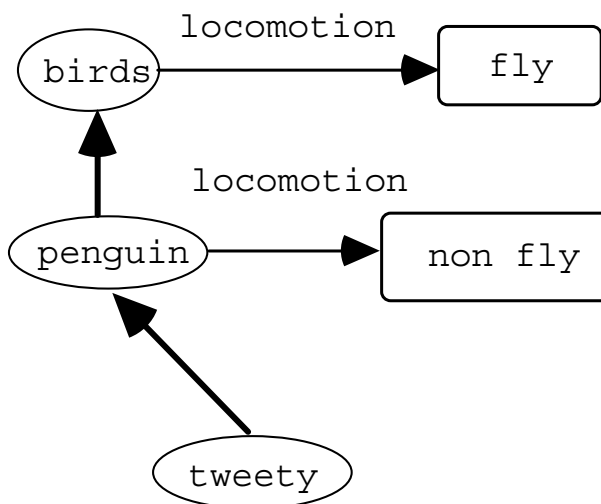 locomotion
birds
fly
locomotion
penguin
non fly
tweety